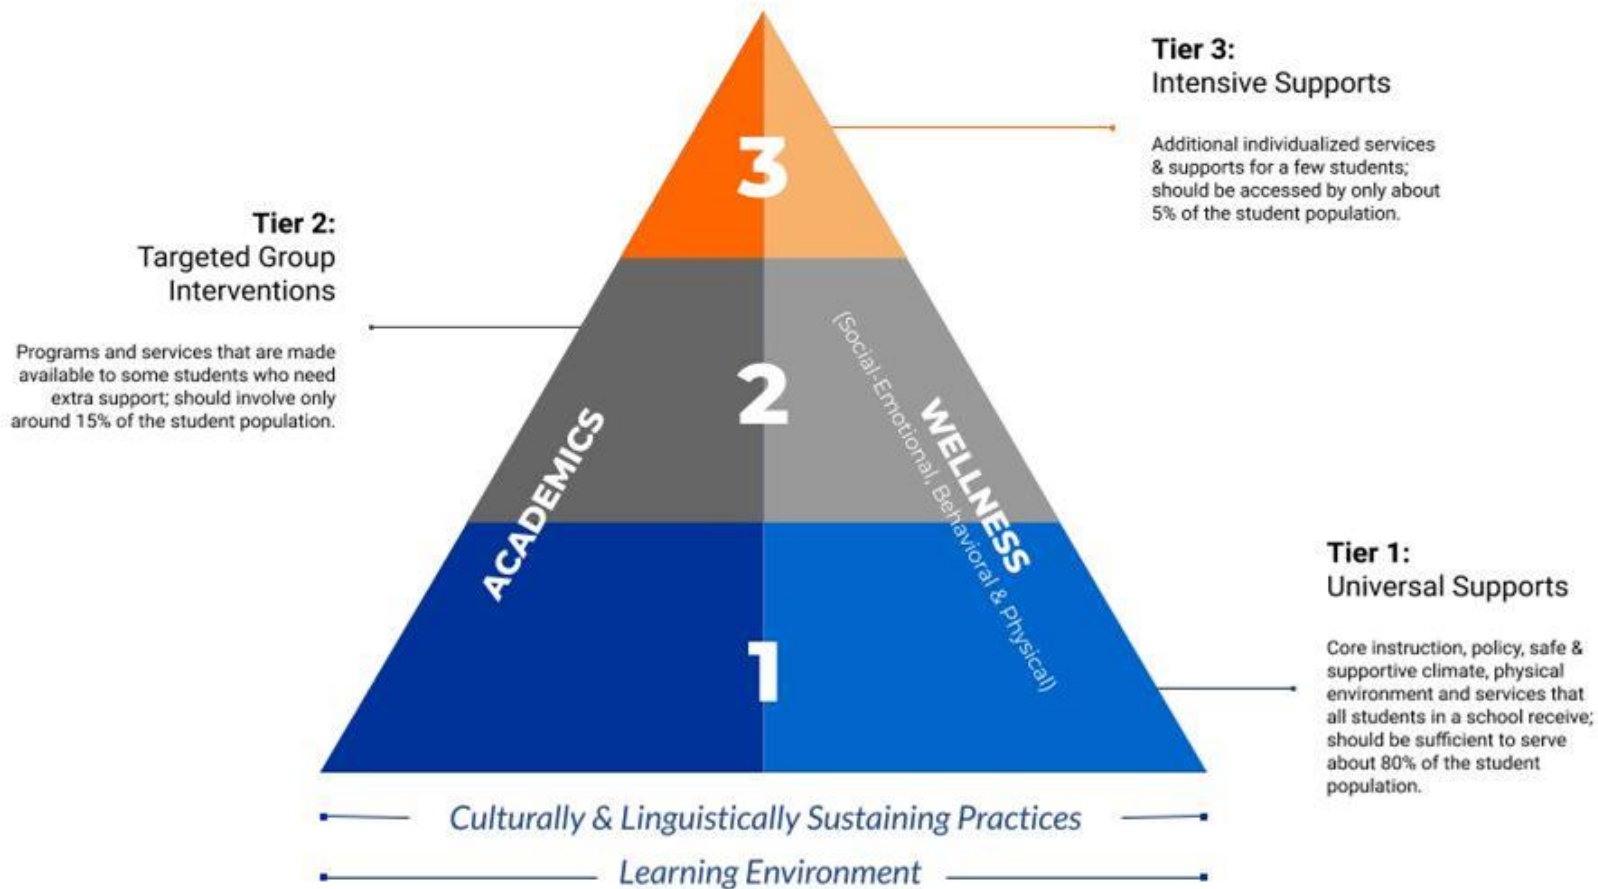 Tier 3:
Intensive Supports
Additional individualized services
& supports for a few students;
should be accessed by only about
5% of the student population.
3
Tier 2:
Targeted Group
Interventions
Programs and services that are made
available to some students who need
extra support; should involve only
around 15% of the student population.
2
ACADEMICS
WELLNESS
(Social-Emotional, Behavioral & Physical)
1
Tier 1:
Universal Supports
Core instruction, policy, safe &
supportive climate, physical
environment and services that
all students in a school receive;
should be sufficient to serve
about 80% of the student
population.
Culturally & Linguistically Sustaining Practices
Learning Environment